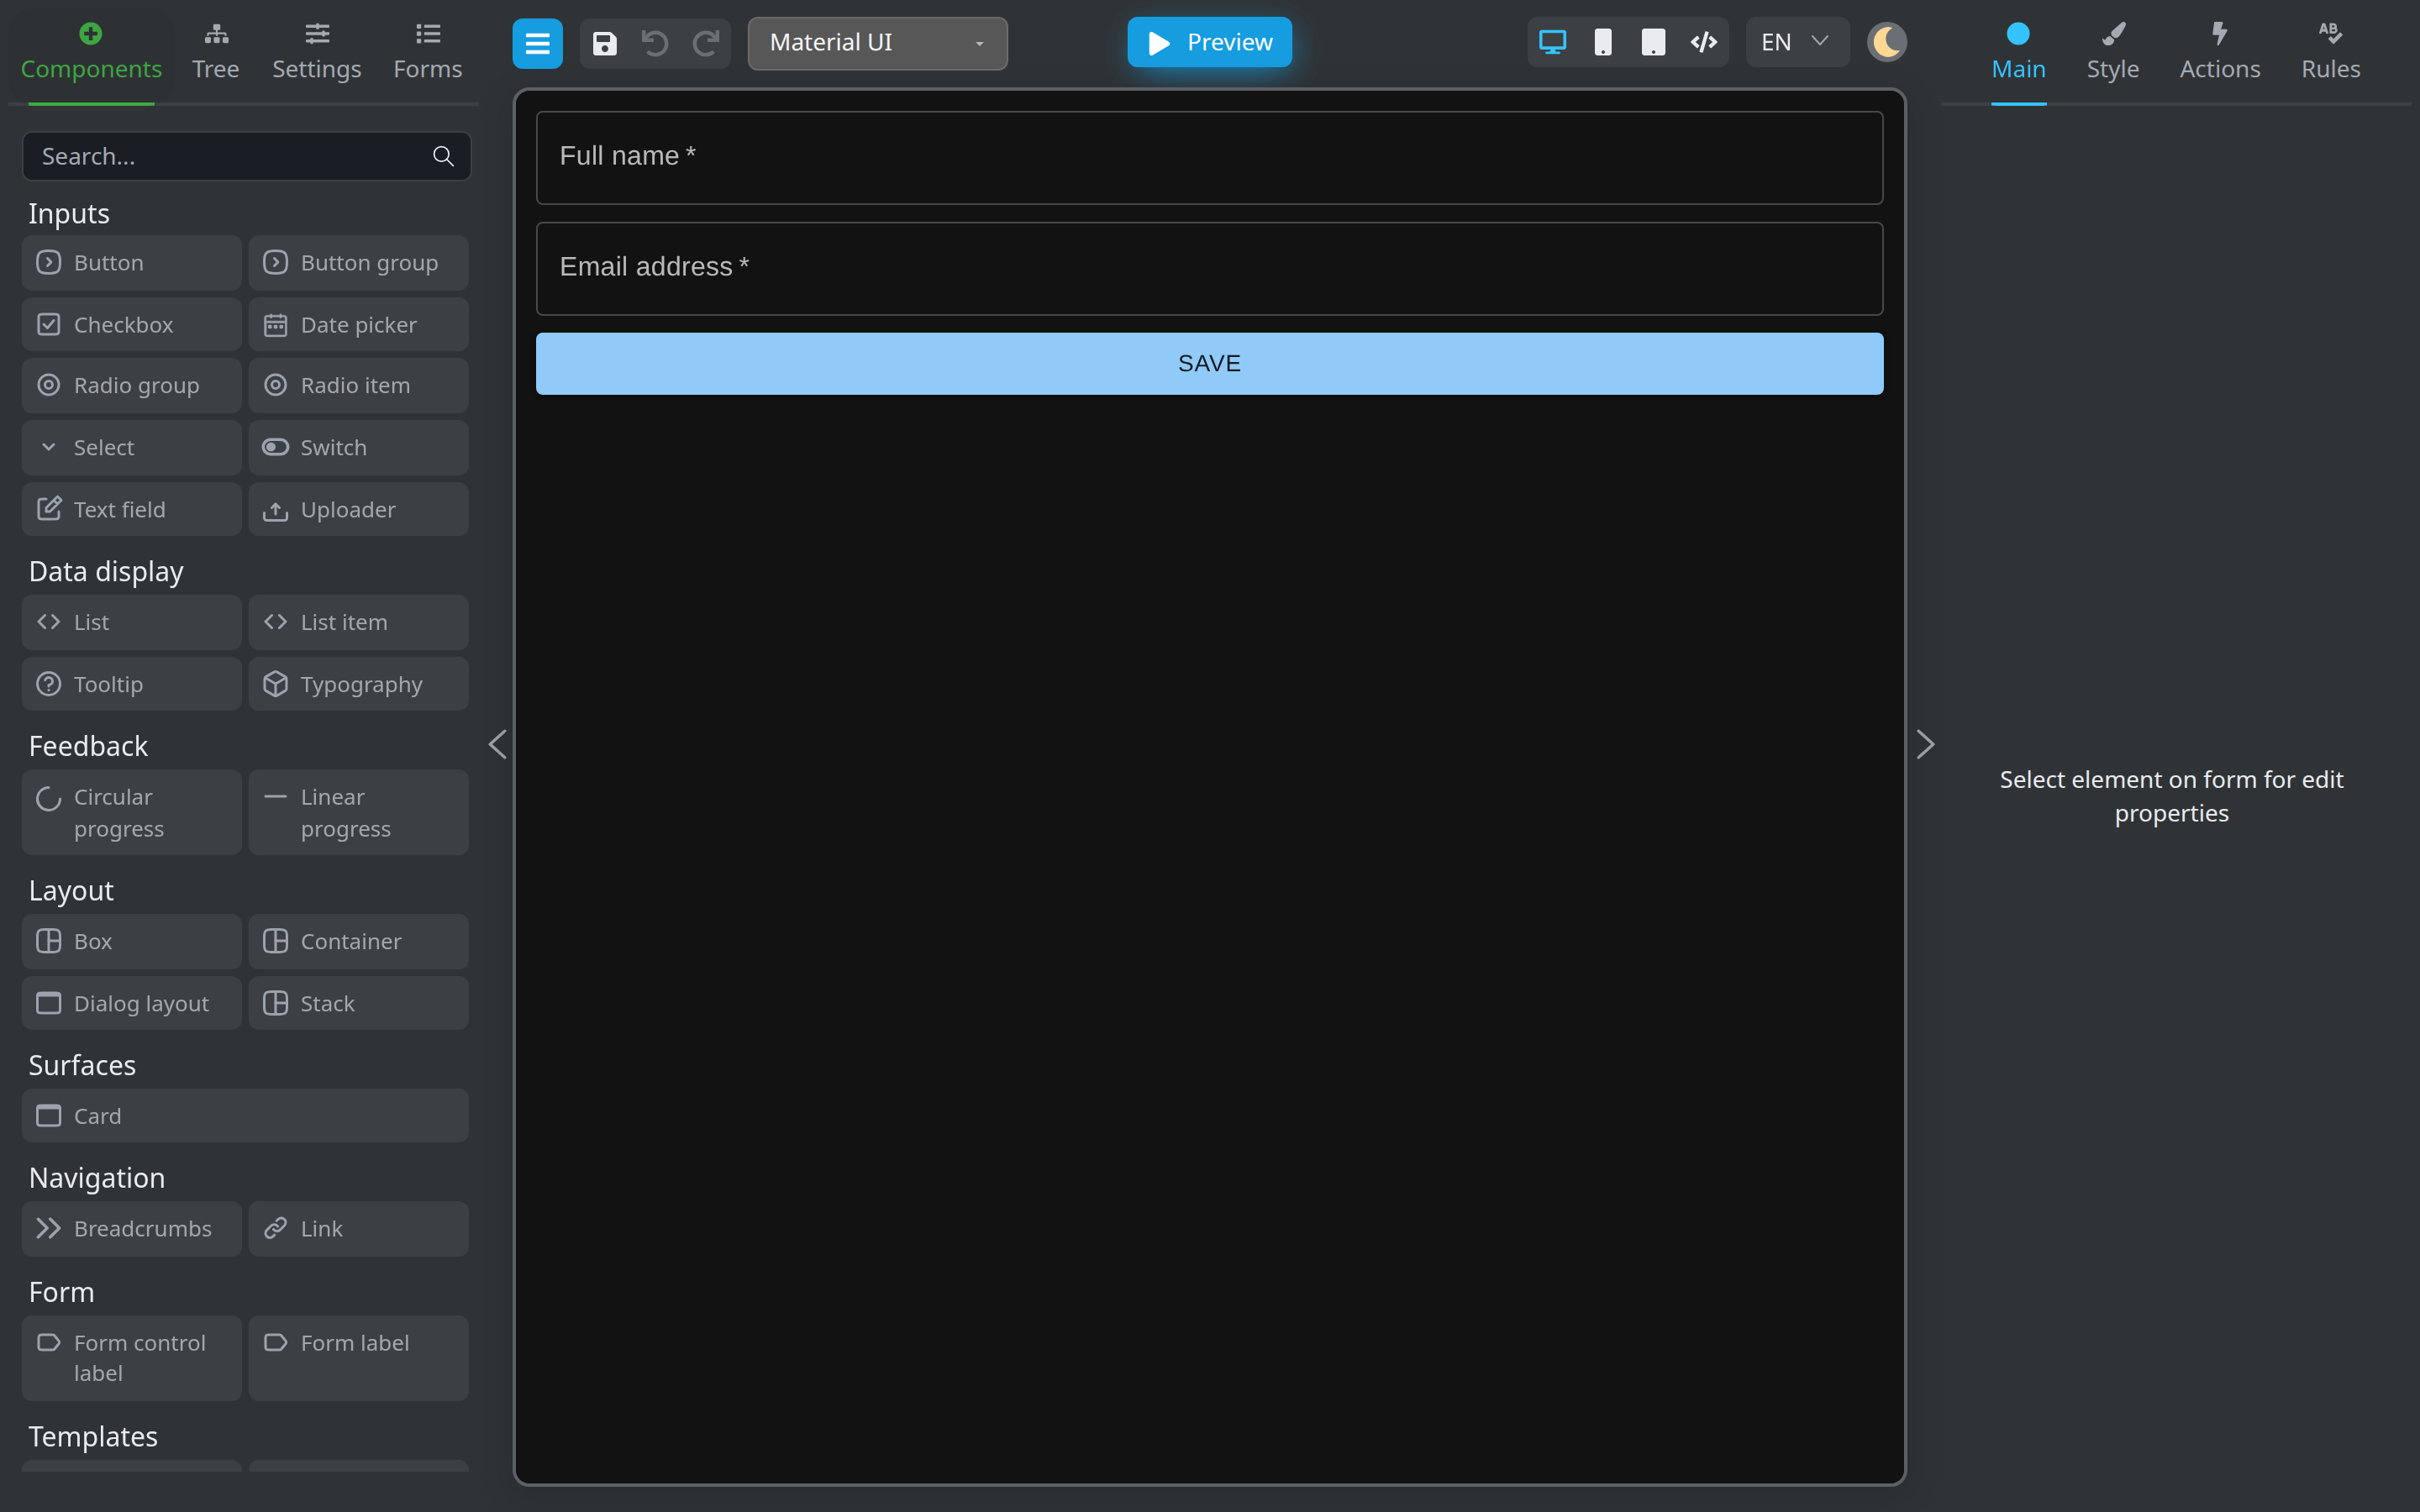 Components Tree Settings Forms
Material UI
Preview
EN
Main Style Actions Rules
Search...
Inputs
Button Button group
Checkbox Date picker
Radio group Radio item
Select Switch
Text field Uploader
Data display
List List item
Tooltip Typography
Feedback
Circular progress
Linear progress
Layout
Box Container
Dialog layout Stack
Surfaces
Card
Navigation
Breadcrumbs Link
Form
Form control label
Form label
Templates
Full name *
Email address *
SAVE
Select element on form for edit
properties